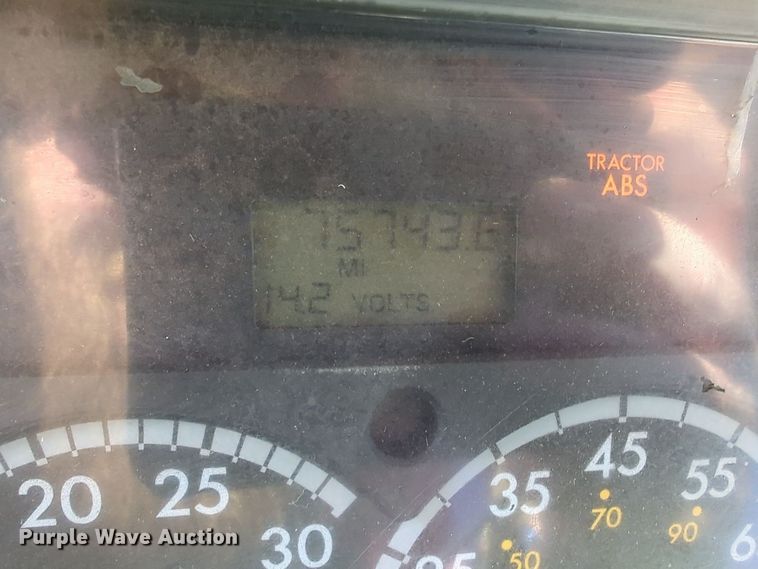 TRACTOR
ABS
75743.6
MI
14.2 VOLTS
20 25 30
35 45 55
50 70 90
Purple Wave Auction